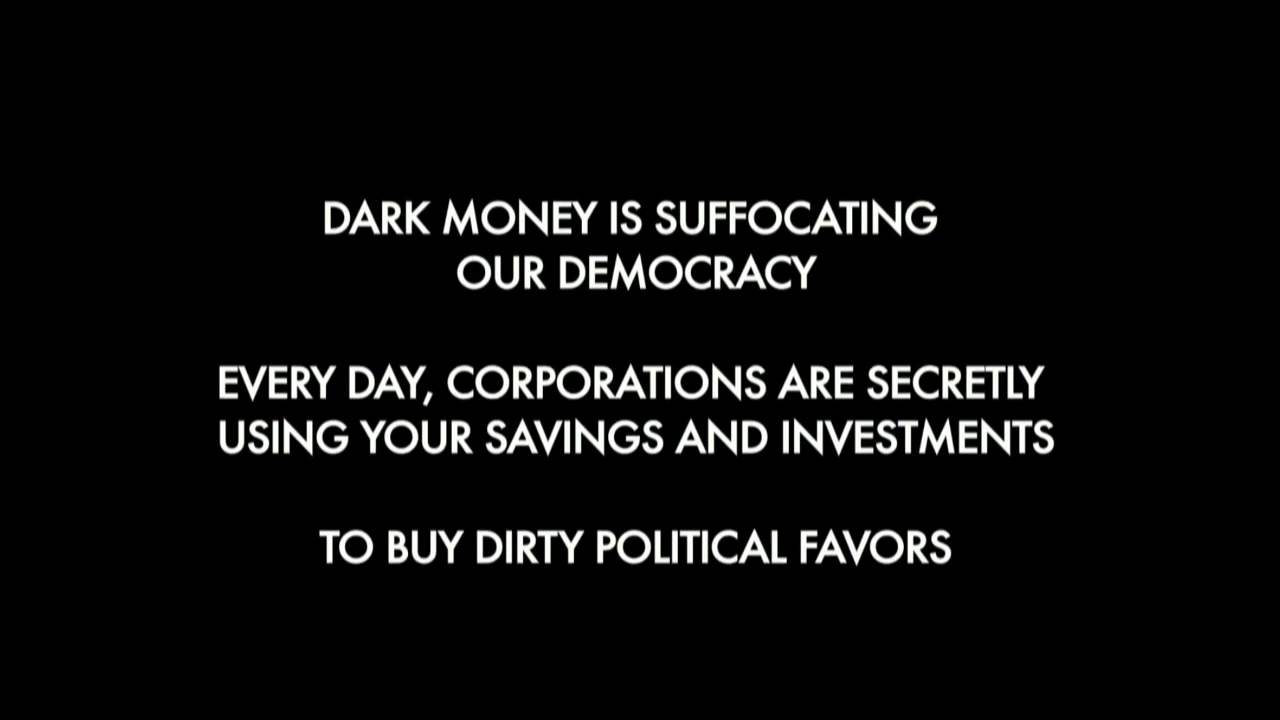 DARK MONEY IS SUFFOCATING
OUR DEMOCRACY
EVERY DAY, CORPORATIONS ARE SECRETLY
USING YOUR SAVINGS AND INVESTMENTS
TO BUY DIRTY POLITICAL FAVORS